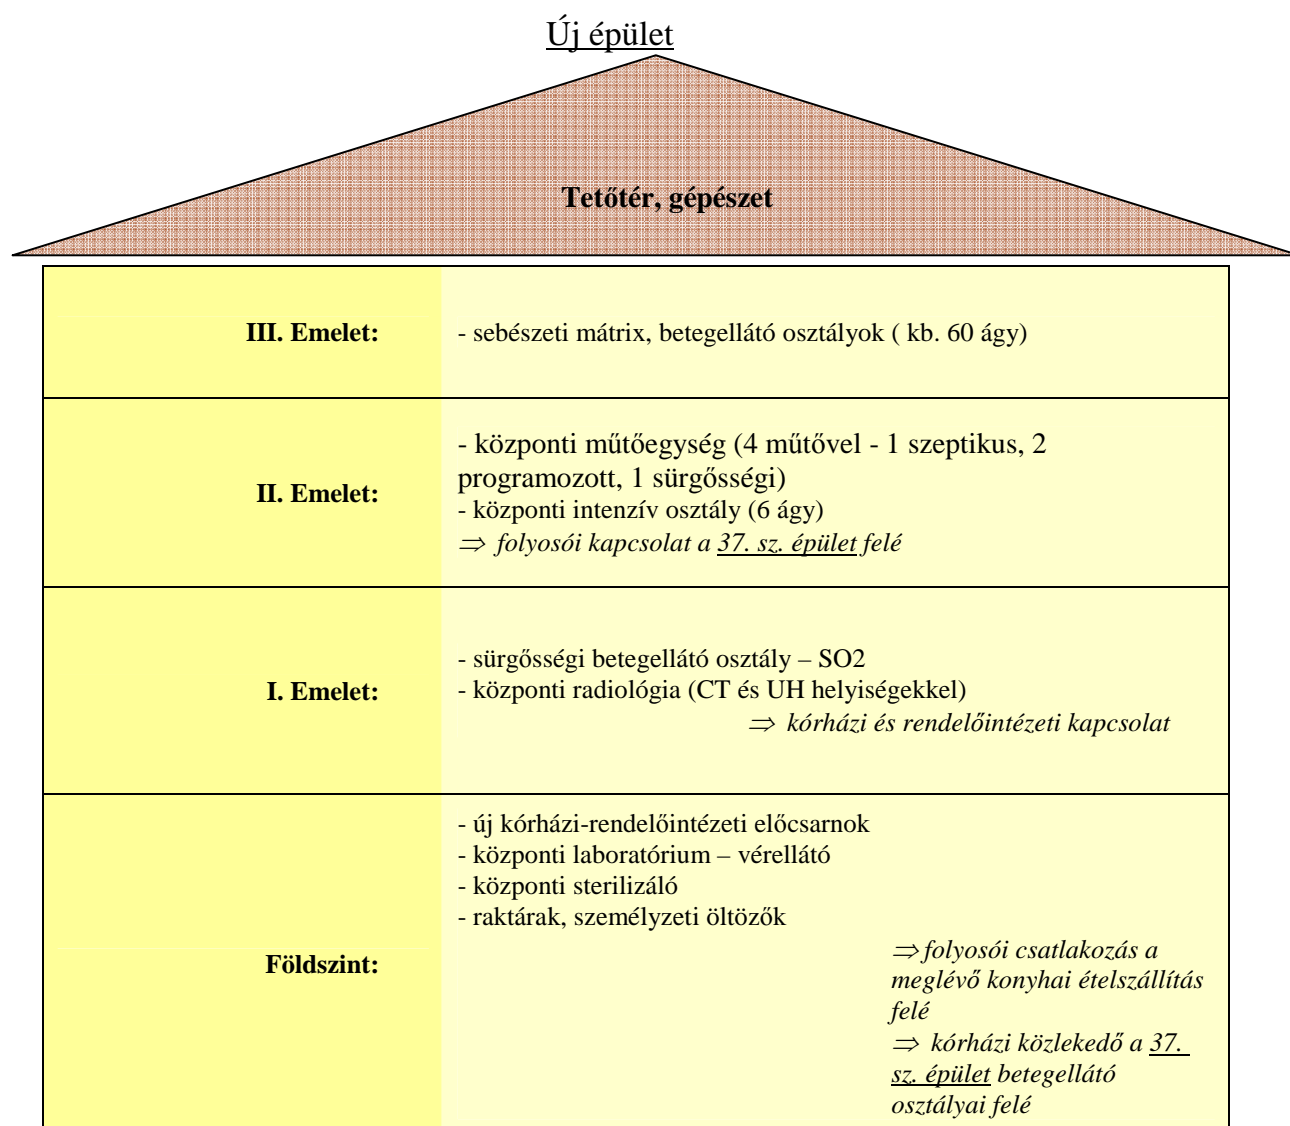 Új épület
Tetőtér, gépészet
III. Emelet:
- sebészeti mátrix, betegellátó osztályok ( kb. 60 ágy)
II. Emelet:
- központi műtőegység (4 műtővel - 1 szeptikus, 2
programozott, 1 sürgősségi)
- központi intenzív osztály (6 ágy)
⇒ folyosói kapcsolat a 37. sz. épület felé
I. Emelet:
- sürgősségi betegellátó osztály – SO2
- központi radiológia (CT és UH helyiségekkel)
⇒ kórházi és rendelőintézeti kapcsolat
Földszint:
- új kórházi-rendelőintézeti előcsarnok
- központi laboratórium – vérellátó
- központi sterilizáló
- raktárak, személyzeti öltözők
⇒ folyosói csatlakozás a
meglévő konyhai ételszállítás
felé
⇒ kórházi közlekedő a 37.
sz. épület betegellátó
osztályai felé